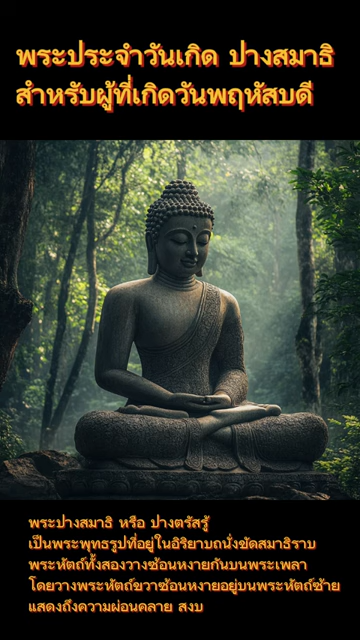 พระประจำวันเกิด ปางสมาธิ
สำหรับผู้ที่เกิดวันพฤหัสบดี
พระปางสมาธิ หรือ ปางตรัสรู้
เป็นพระพุทธรูปที่อยู่ในอิริยาบถนั่งขัดสมาธิราบ
พระหัตถ์ทั้งสองวางซ้อนหงายกันบนพระเพลา
โดยวางพระหัตถ์ขวาซ้อนหงายอยู่บนพระหัตถ์ซ้าย
แสดงถึงความผ่อนคลาย สงบ